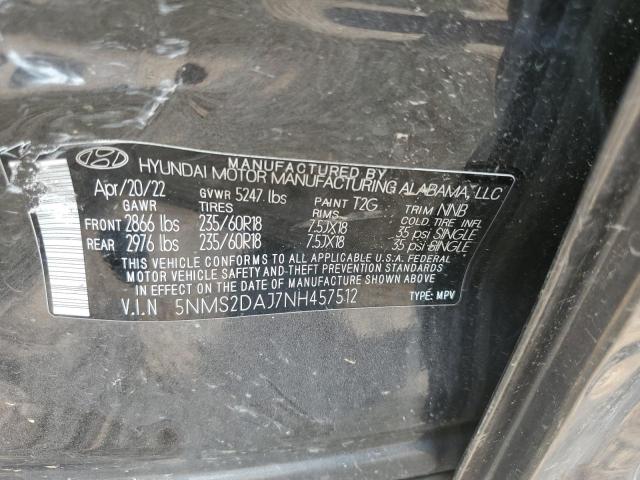 MANUFACTURED BY
HYUNDAI MOTOR MANUFACTURING ALABAMA, LLC
Apr/20/22 GVWR 5247 lbs PAINT T2G TRIM NNB
GAWR TIRES RIMS COLD TIRE INFL
FRONT 2866 lbs 235/60R18 7.5JX18 35 psi SINGLE
REAR 2976 lbs 235/60R18 7.5JX18 35 psi SINGLE
THIS VEHICLE CONFORMS TO ALL APPLICABLE U.S.A. FEDERAL
MOTOR VEHICLE SAFETY AND THEFT PREVENTION STANDARDS
IN EFFECT ON THE DATE OF MANUFACTURE SHOWN ABOVE.
V.I.N 5NMS2DAJ7NH457512 TYPE: MPV